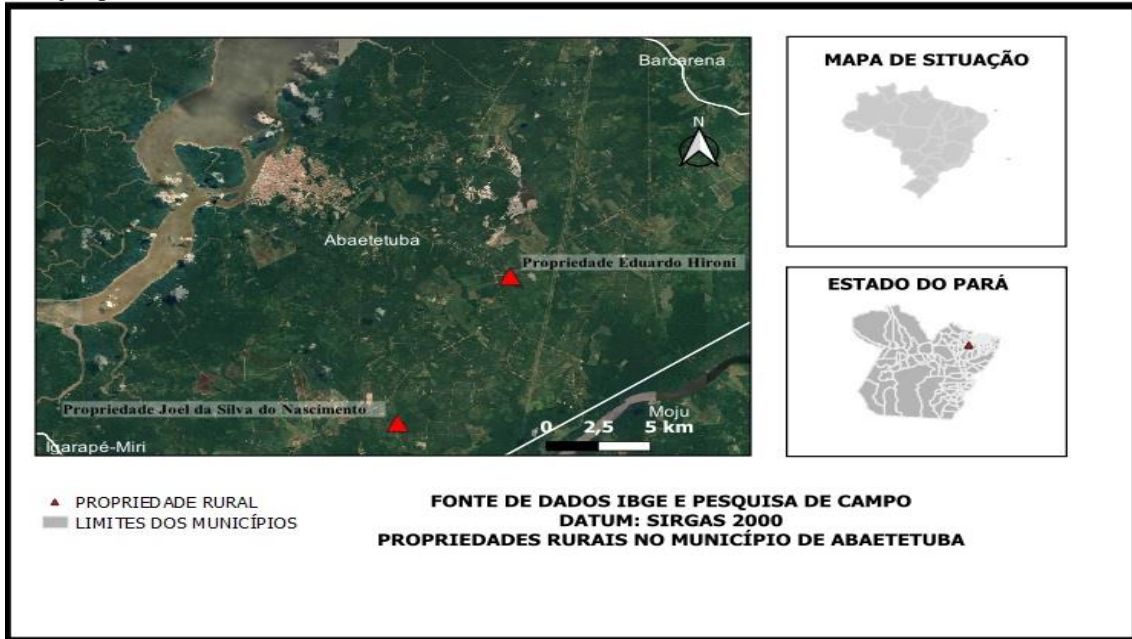 Barcarena
N
Abaetetuba
Propriedade Eduardo Hironi
Propriedade Joel da Silva do Nascimento
Moju
0 2,5 5 km
Igarapé-Miri
MAPA DE SITUAÇÃO
ESTADO DO PARÁ
PROPRIEDADE RURAL
LIMITES DOS MUNICÍPIOS
FONTE DE DADOS IBGE E PESQUISA DE CAMPO
DATUM: SIRGAS 2000
PROPRIEDADES RURAIS NO MUNICÍPIO DE ABAETETUBA